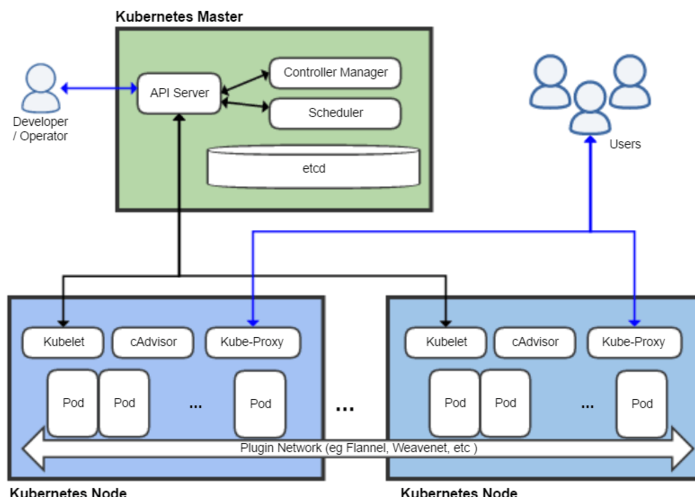 Kubernetes Master
API Server
Controller Manager
Scheduler
etcd
Developer
/ Operator
Users
Kubelet
cAdvisor
Kube-Proxy
Kubelet
cAdvisor
Kube-Proxy
Pod
Pod
...
Pod
...
Pod
Pod
...
Pod
Plugin Network (eg Flannel, Weavenet, etc )
Kubernetes Node
Kubernetes Node